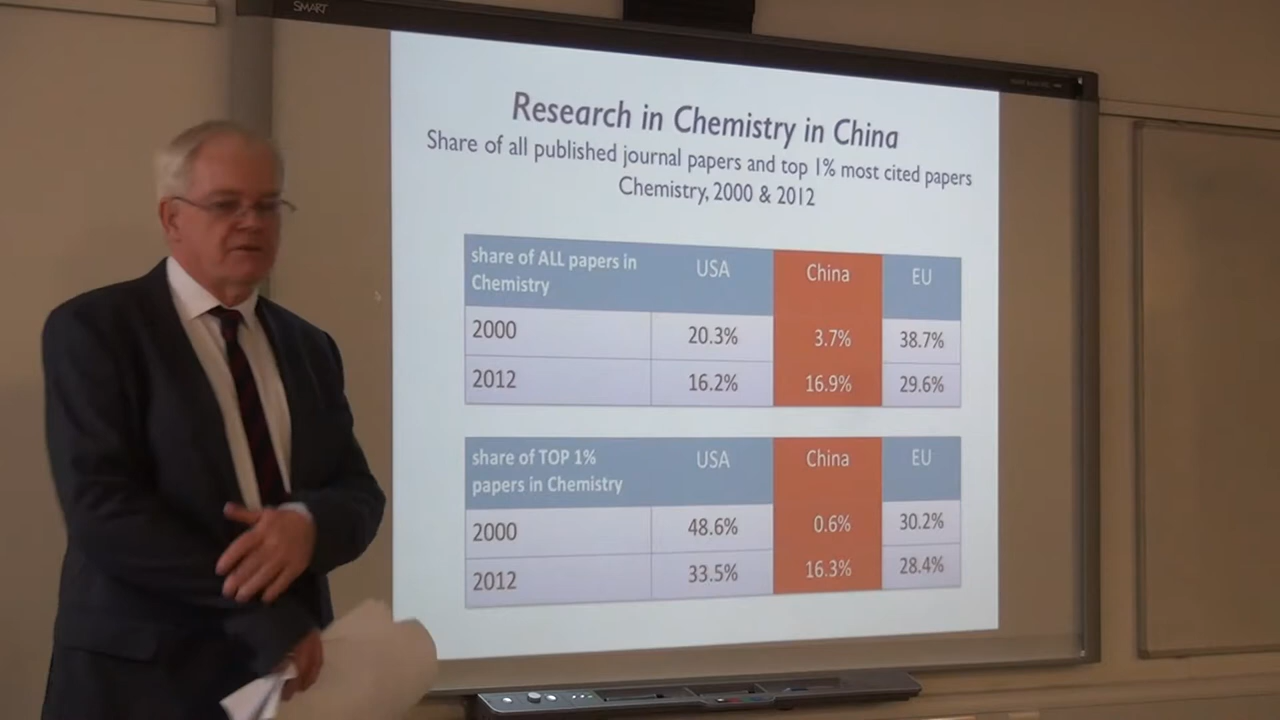 SMART
Research in Chemistry in China
Share of all published journal papers and top 1% most cited papers
Chemistry, 2000 & 2012
share of ALL papers in USA China EU
Chemistry
2000 20.3% 3.7% 38.7%
2012 16.2% 16.9% 29.6%
share of TOP 1% USA China EU
papers in Chemistry
2000 48.6% 0.6% 30.2%
2012 33.5% 16.3% 28.4%